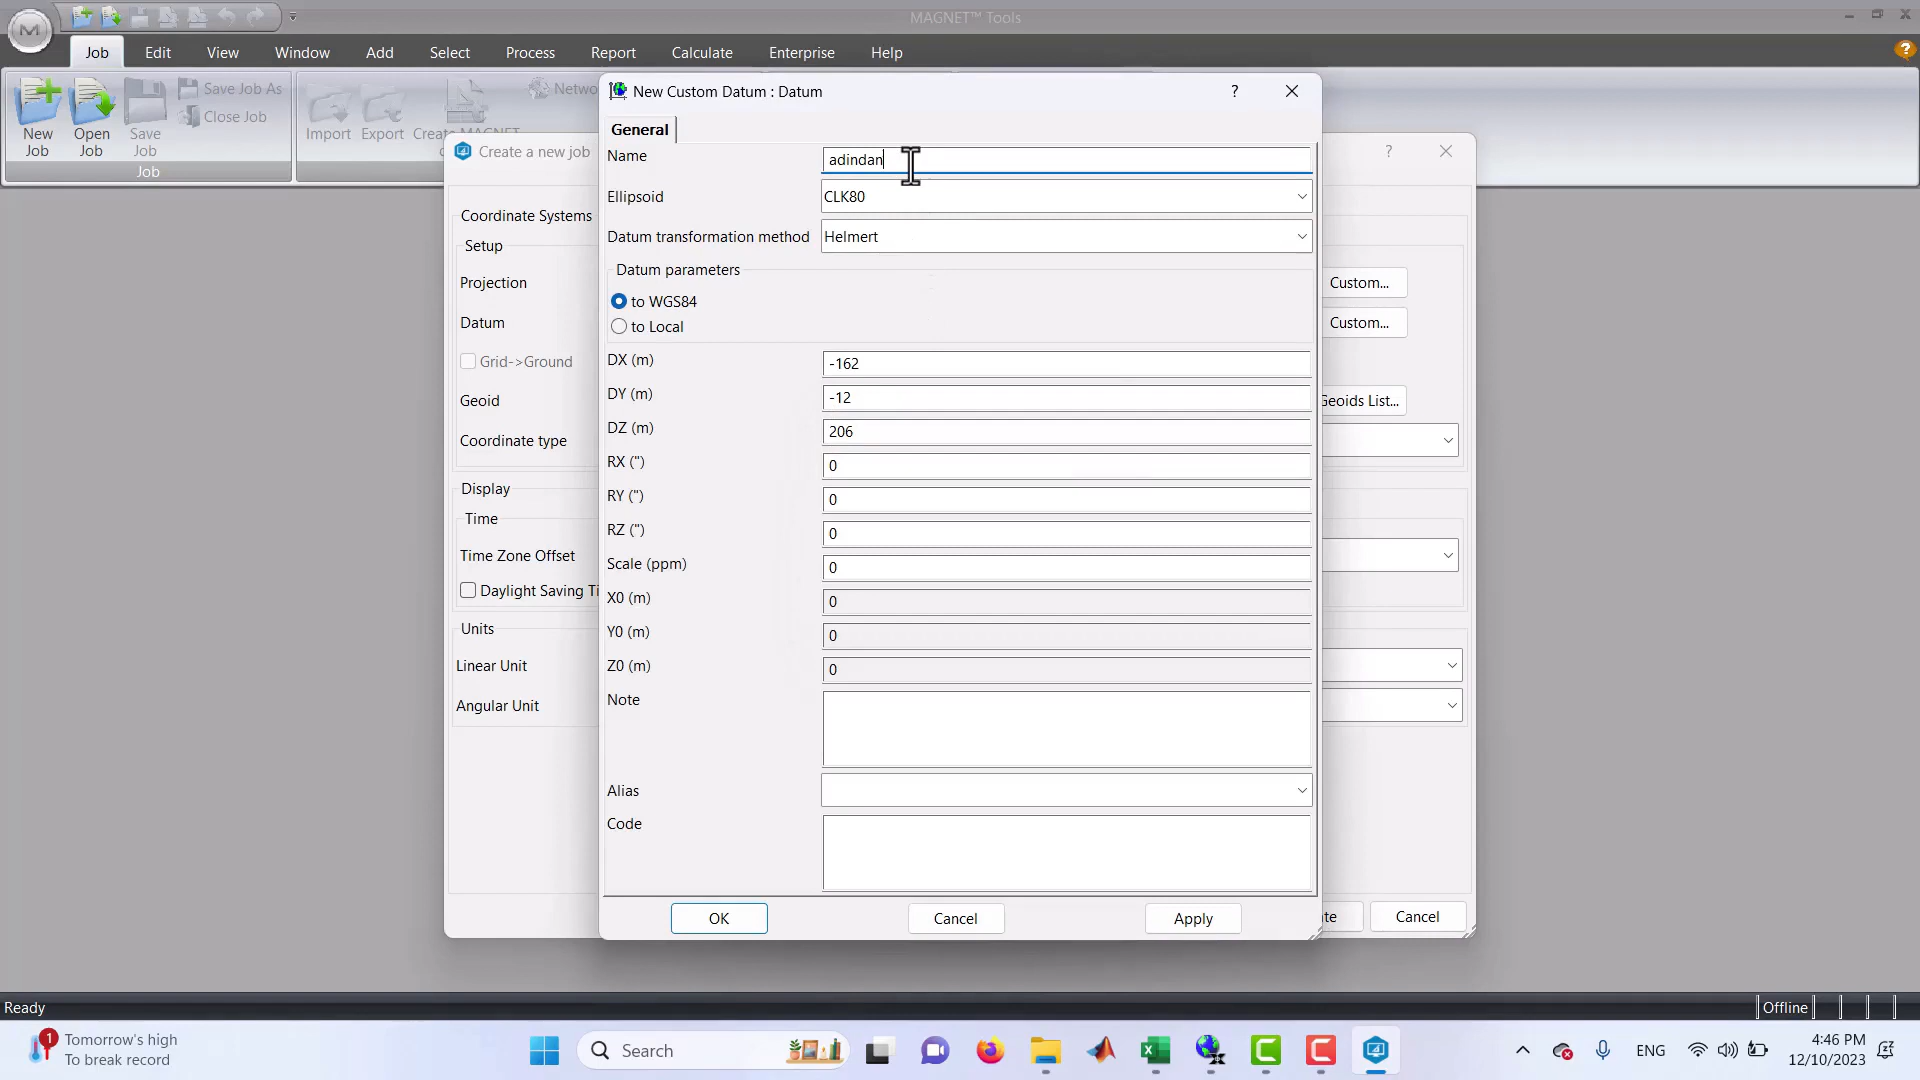 MAGNET™ Tools
Job Edit View Window Add Select Process Report Calculate Enterprise Help
New Job
Open Job
Save Job
Save Job As
Close Job
Import
Export
Job
Create a new job
Coordinate Systems
Setup
Projection
Custom...
Datum
Custom...
Grid->Ground
Geoid
Geoids List...
Coordinate type
Display
Time
Time Zone Offset
Daylight Saving Ti
Units
Linear Unit
Angular Unit
te
Cancel
New Custom Datum : Datum
?
General
Name adindan
Ellipsoid CLK80
Datum transformation method Helmert
Datum parameters
to WGS84
to Local
DX (m) -162
DY (m) -12
DZ (m) 206
RX (") 0
RY (") 0
RZ (") 0
Scale (ppm) 0
X0 (m) 0
Y0 (m) 0
Z0 (m) 0
Note
Alias
Code
OK Cancel Apply
Ready
Offline
1
Tomorrow's high
To break record
Search
ENG
4:46 PM
12/10/2023